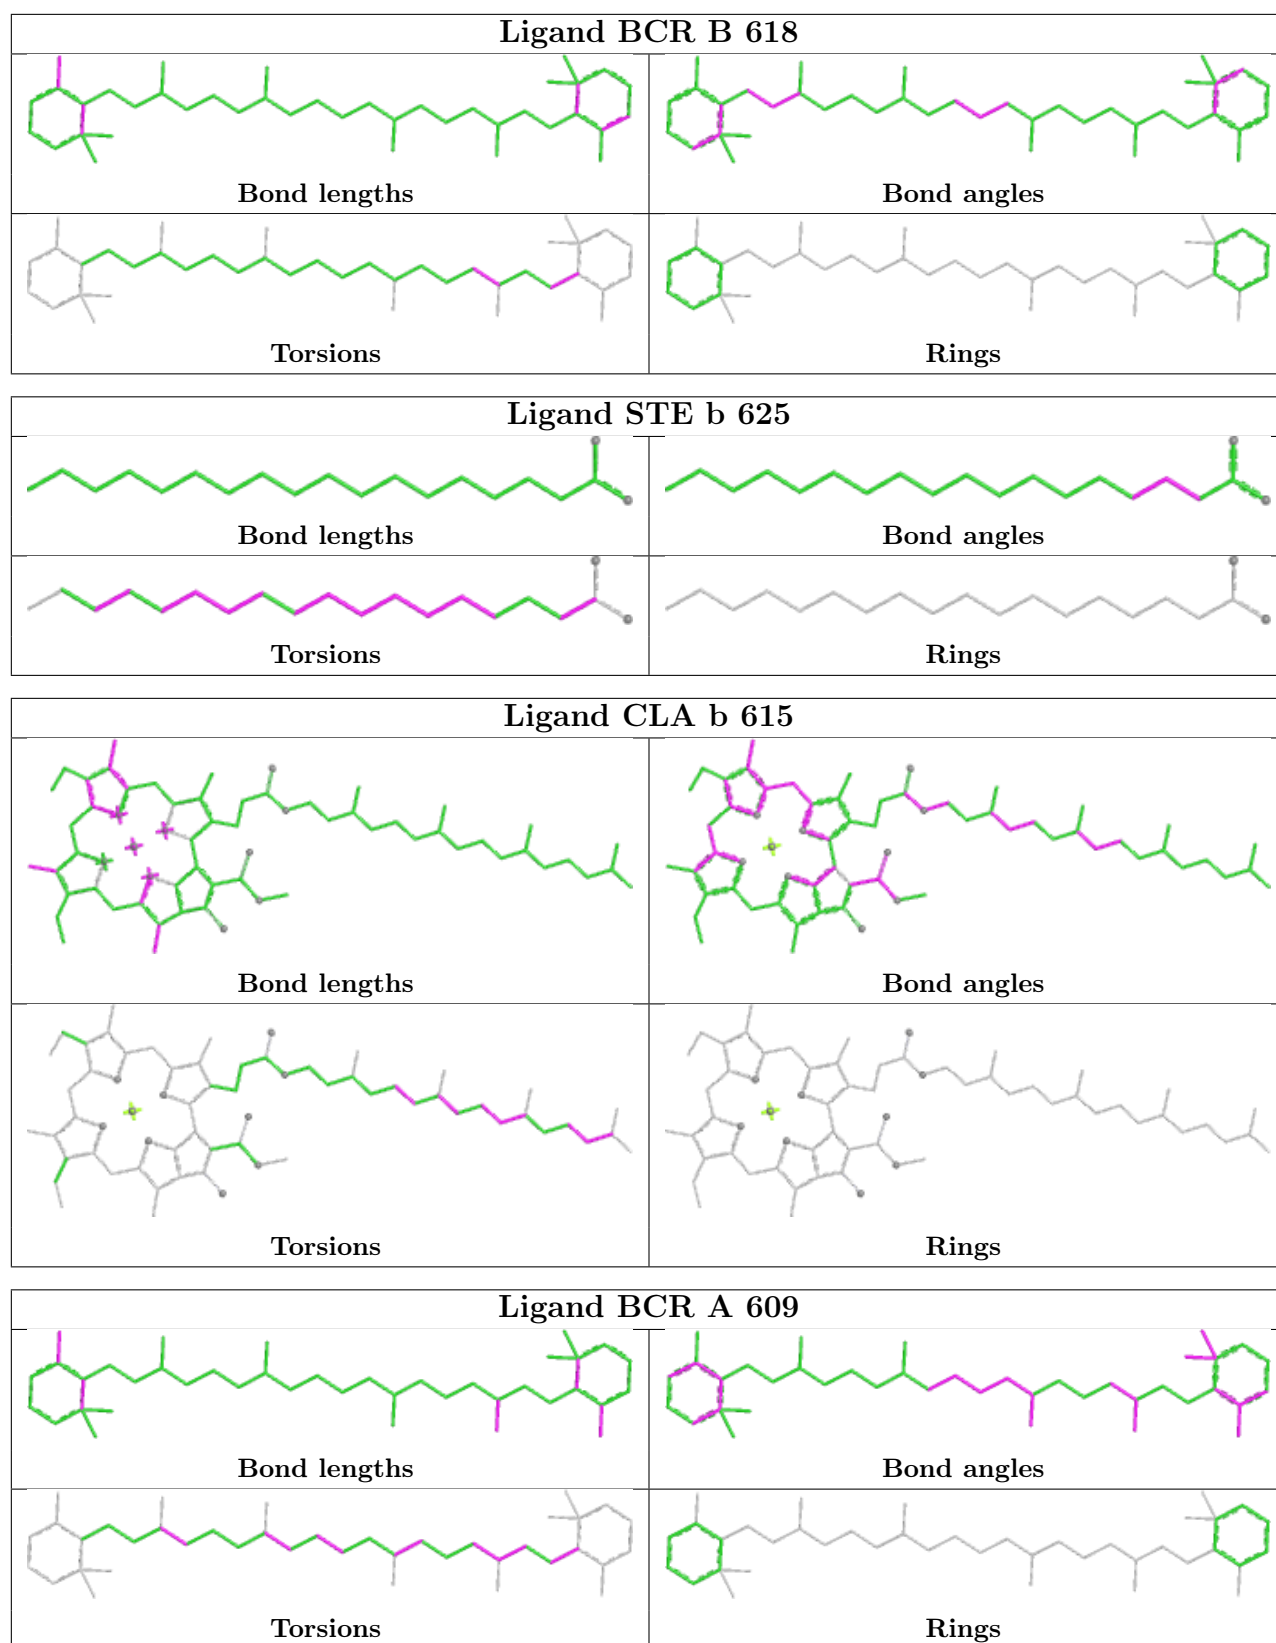 Ligand BCR B 618
Bond lengths
Bond angles
Torsions
Rings
Ligand STE b 625
Bond lengths
Bond angles
Torsions
Rings
Ligand CLA b 615
Bond lengths
Bond angles
Torsions
Rings
Ligand BCR A 609
Bond lengths
Bond angles
Torsions
Rings